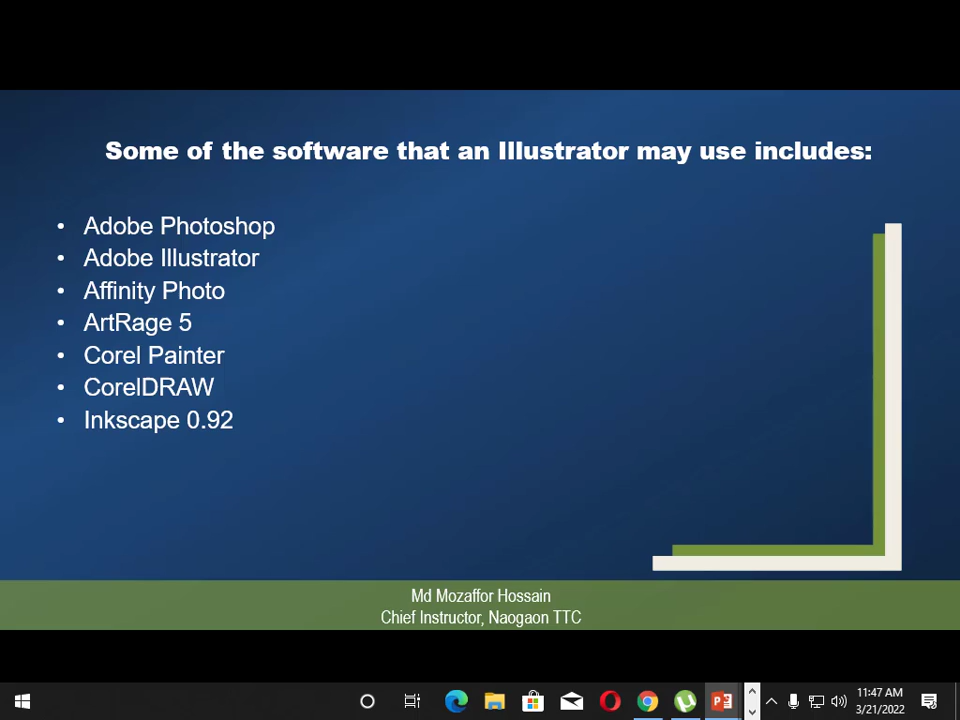 Some of the software that an Illustrator may use includes:
• Adobe Photoshop
• Adobe Illustrator
• Affinity Photo
• ArtRage 5
• Corel Painter
• CorelDRAW
• Inkscape 0.92
Md Mozaffor Hossain
Chief Instructor, Naogaon TTC
11:47 AM
3/21/2022